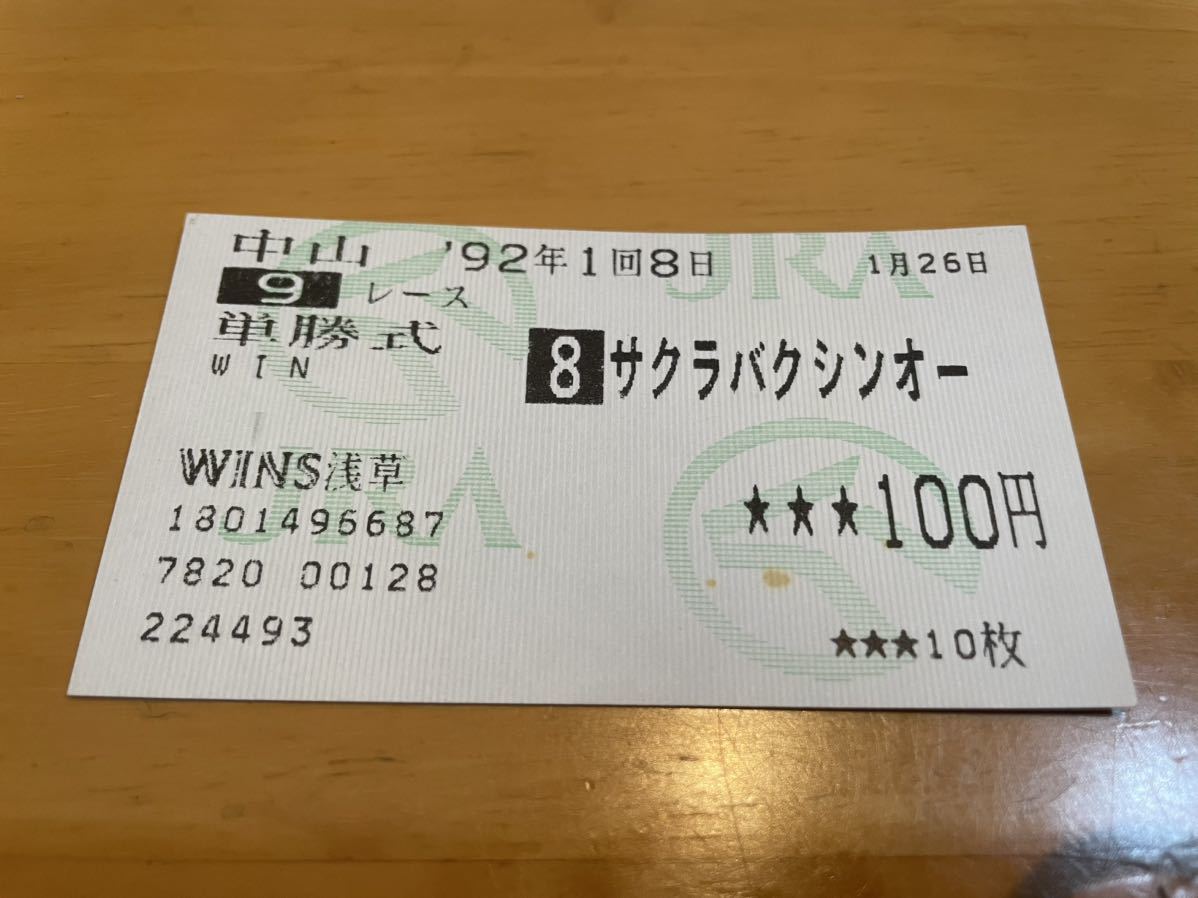 中山 '92年1回8日 1月26日
9 レース
単勝式
WIN
8 サクラバクシンオー
WINS浅草
1801496687
7820 00128
224493
★★★100円
★★★10枚
JRA
JRA